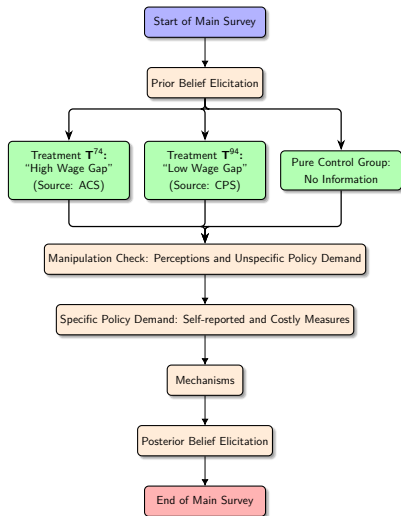 Start of Main Survey
Prior Belief Elicitation
Treatment T⁷⁴:
“High Wage Gap”
(Source: ACS)
Treatment T⁹⁴:
“Low Wage Gap”
(Source: CPS)
Pure Control Group:
No Information
Manipulation Check: Perceptions and Unspecific Policy Demand
Specific Policy Demand: Self-reported and Costly Measures
Mechanisms
Posterior Belief Elicitation
End of Main Survey